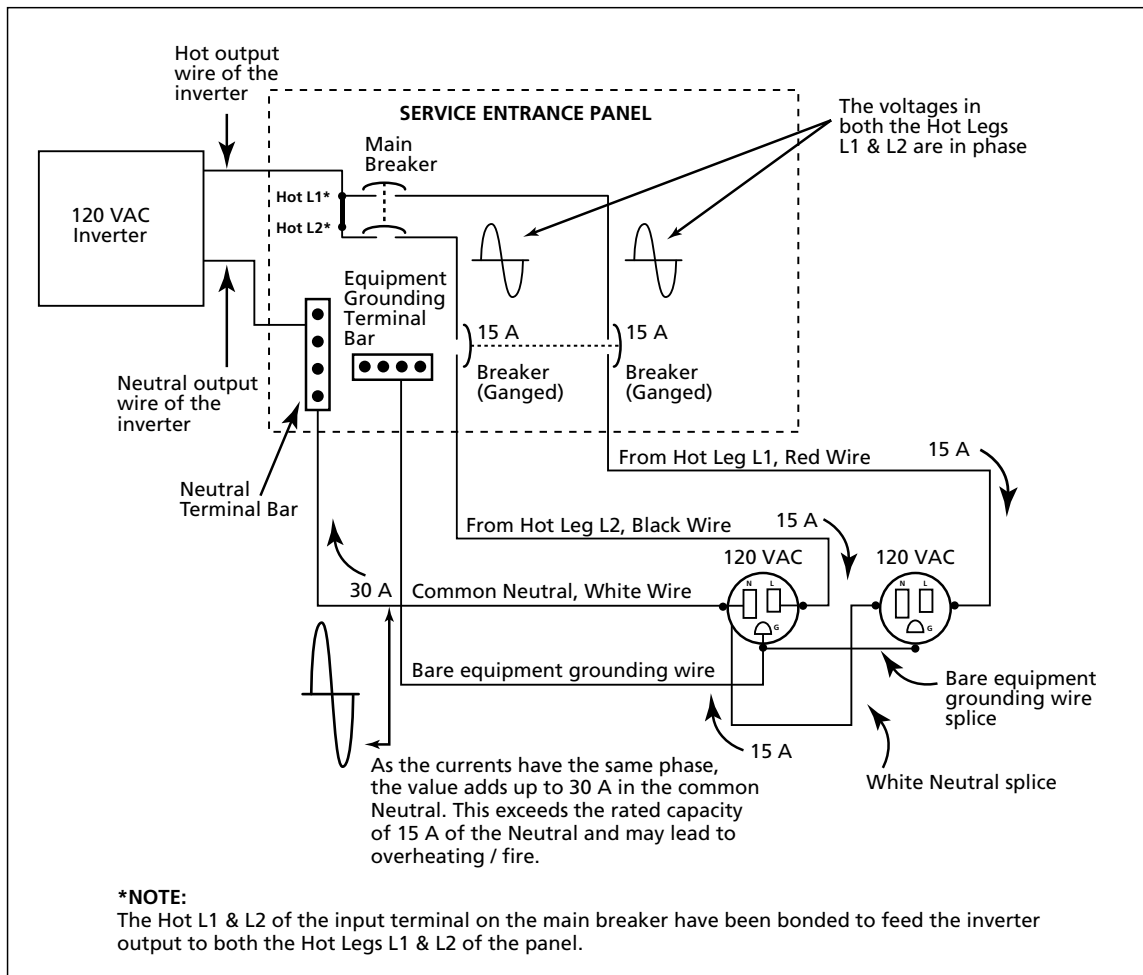 Hot output
wire of the
inverter
SERVICE ENTRANCE PANEL
The voltages in
both the Hot Legs
L1 & L2 are in phase
Main
Breaker
120 VAC
Inverter
Hot L1*
Hot L2*
Equipment
Grounding
Terminal
Bar
15 A
Breaker
(Ganged)
15 A
Breaker
(Ganged)
Neutral output
wire of the
inverter
Neutral
Terminal Bar
From Hot Leg L1, Red Wire
15 A
From Hot Leg L2, Black Wire
15 A
120 VAC
120 VAC
N
L
G
N
L
G
30 A
Common Neutral, White Wire
Bare equipment grounding wire
Bare equipment
grounding wire
splice
15 A
White Neutral splice
As the currents have the same phase,
the value adds up to 30 A in the common
Neutral. This exceeds the rated capacity
of 15 A of the Neutral and may lead to
overheating / fire.
*NOTE:
The Hot L1 & L2 of the input terminal on the main breaker have been bonded to feed the inverter
output to both the Hot Legs L1 & L2 of the panel.